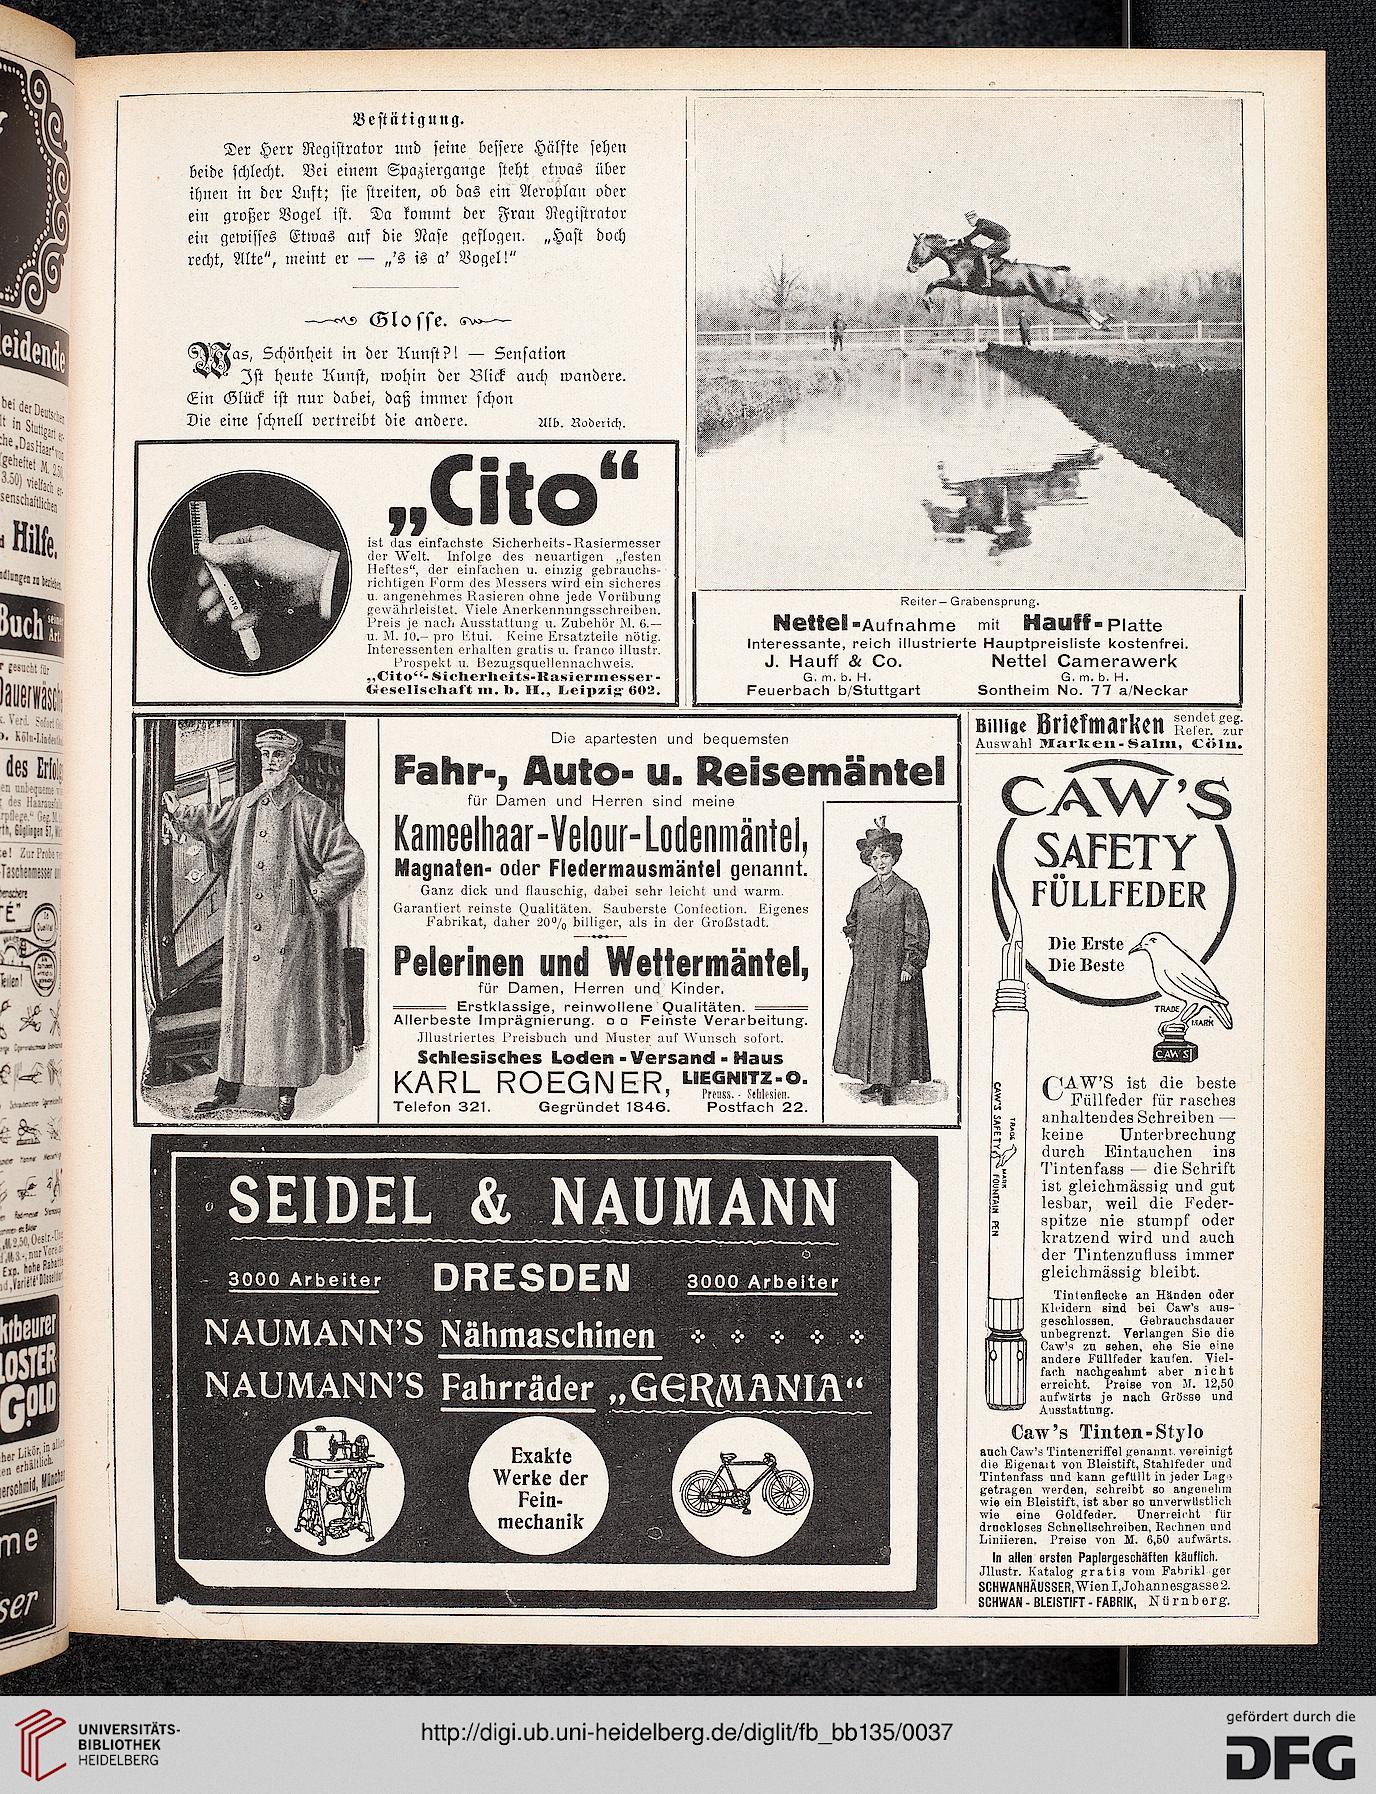 Bestätigung.
Der Herr Registrator und seine bessere Hälfte sehen
beide schlecht. Bei einem Spaziergange steht etwas über
ihnen in der Luft; sie streiten, ob das ein Aeroplan oder
ein großer Vogel ist. Da kommt der Frau Registrator
ein gewisses Etwas auf die Nase geflogen. „Hast doch
recht, Alte", meint er — „'s is a' Vogel!"
Glosse.
Was, Schönheit in der Kunst?! — Sensation
Ist heute Kunst, wohin der Blick auch wandere.
Ein Glück ist nur dabei, daß immer schon
Die eine schnell vertreibt die andere.
Alb. Roderich.
„Cito"
ist das einfachste Sicherheits-Rasiermesser
der Welt. Infolge des neuartigen „festen
Heftes", der einfachen u. einzig gebrauchs-
richtigen Form des Messers wird ein sicheres
u. angenehmes Rasieren ohne jede Vorübung
gewährleistet. Viele Anerkennungsschreiben.
Preis je nach Ausstattung u. Zubehör M. 6.—
u. M. 10.— pro Etui. Keine Ersatzteile nötig.
Interessenten erhalten gratis u. franco illustr.
Prospekt u. Bezugsquellennachweis.
„Cito"-Sicherheits-Rasiermesser-
Gesellschaft m. b. H., Leipzig 602.
CITO
Reiter—Grabensprung.
Nettel-Aufnahme mit Hauff-Platte
Interessante, reich illustrierte Hauptpreisliste kostenfrei.
J. Hauff & Co. Nettel Camerawerk
G. m. b. H. G. m. b. H.
Feuerbach b/Stuttgart Sontheim No. 77 a/Neckar
Die apartesten und bequemsten
Fahr-, Auto- u. Reisemäntel
für Damen und Herren sind meine
Kameelhaar-Velour-Lodenmäntel,
Magnaten- oder Fledermausmäntel genannt.
Ganz dick und flauschig, dabei sehr leicht und warm.
Garantiert reinste Qualitäten. Sauberste Confection. Eigenes
Fabrikat, daher 20% billiger, als in der Großstadt.
Pelerinen und Wettermäntel,
für Damen, Herren und Kinder.
Erstklassige, reinwollene Qualitäten.
Allerbeste Imprägnierung. o o Feinste Verarbeitung.
Jllustriertes Preisbuch und Muster auf Wunsch sofort.
Schlesisches Loden-Versand-Haus
KARL ROEGNER, LIEGNITZ-O.
Preuss.-Schlesien.
Telefon 321. Gegründet 1846. Postfach 22.
Billige Briefmarken sendet geg.
Refer. zur
Auswahl Marken-Salm, Cöln.
CAW'S
SAFETY
FÜLLFEDER
Die Erste
Die Beste
TRADE MARK
CAW'S
CAW'S SAFETY FOUNTAIN PEN
TRADE MARK
CAW'S ist die beste
Füllfeder für rasches
anhaltendes Schreiben —
keine Unterbrechung
durch Eintauchen ins
Tintenfass — die Schrift
ist gleichmässig und gut
lesbar, weil die Feder-
spitze nie stumpf oder
kratzend wird und auch
der Tintenzufluss immer
gleichmässig bleibt.
Tintenflecke an Händen oder
Kleidern sind bei Caw's aus-
geschlossen. Gebrauchsdauer
unbegrenzt. Verlangen Sie die
Caw's zu sehen, ehe Sie eine
andere Füllfeder kaufen. Viel-
fach nachgeahmt aber nicht
erreicht. Preise von M. 12,50
aufwärts je nach Grösse und
Ausstattung.
Caw's Tinten-Stylo
auch Caw's Tintengriffel genannt, vereinigt
die Eigenart von Bleistift, Stahlfeder und
Tintenfass und kann gefüllt in jeder Lage
getragen werden, schreibt so angenehm
wie ein Bleistift, ist aber so unverwüstlich
wie eine Goldfeder. Unerreicht für
druckloses Schnellschreiben, Rechnen und
Liniieren. Preise von M. 6,50 aufwärts.
In allen ersten Papiergeschäften käuflich.
Jllustr. Katalog gratis vom
SCHWANHÄUSSER, Wien I, Johannesgasse 2.
SCHWAN-BLEISTIFT-FABRIK, Nürnberg.
SEIDEL & NAUMANN
3000 Arbeiter DRESDEN 3000 Arbeiter
NAUMANN'S Nähmaschinen
NAUMANN'S Fahrräder „GERMANIA"
Exakte
Werke der
Fein-
mechanik
UNIVERSITÄTS-
BIBLIOTHEK
HEIDELBERG
http://digi.ub.uni-heidelberg.de/diglit/fb_bb135/0037
gefördert durch die
DFG